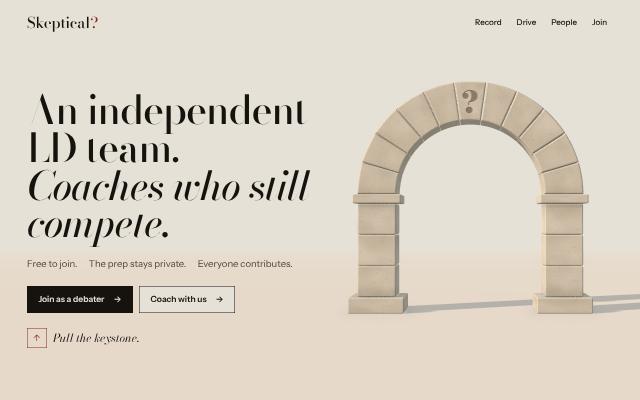 Skeptical?
Record Drive People Join
?
An independent
LD team.
Coaches who still
compete.
Free to join. The prep stays private. Everyone contributes.
Join as a debater →
Coach with us →
↑ Pull the keystone.